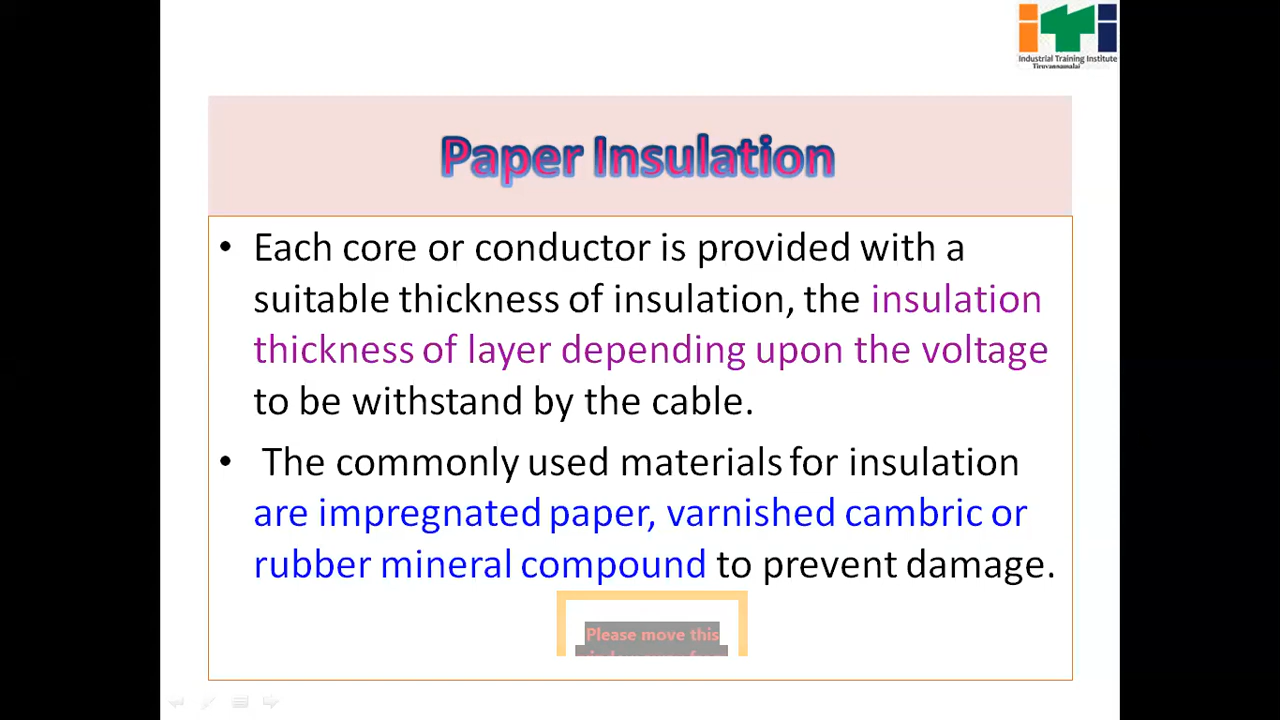 iTi
Industrial Training Institute
Tiruvannamalai
Paper Insulation
• Each core or conductor is provided with a
suitable thickness of insulation, the insulation
thickness of layer depending upon the voltage
to be withstand by the cable.
• The commonly used materials for insulation
are impregnated paper, varnished cambric or
rubber mineral compound to prevent damage.
Please move this